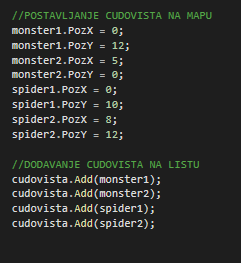 //POSTAVLJANJE CUDOVISTA NA MAPU
monster1.PozX = 0;
monster1.PozY = 12;
monster2.PozX = 5;
monster2.PozY = 0;
spider1.PozX = 0;
spider1.PozY = 10;
spider2.PozX = 8;
spider2.PozY = 12;

//DODAVANJE CUDOVISTA NA LISTU
cudovista.Add(monster1);
cudovista.Add(monster2);
cudovista.Add(spider1);
cudovista.Add(spider2);